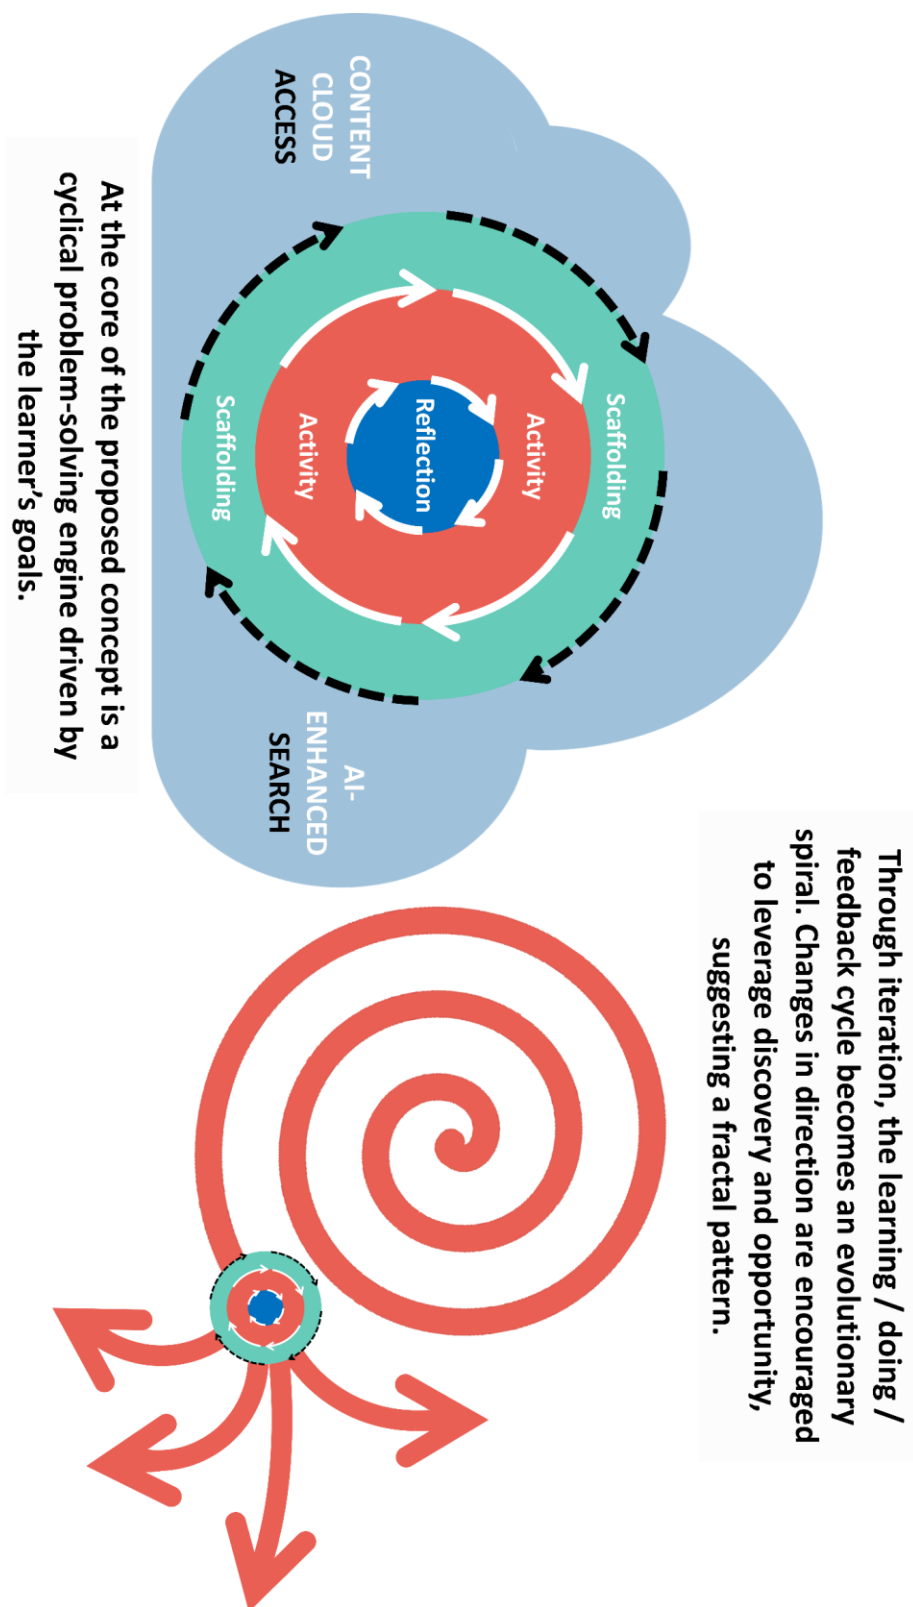 CONTENT
CLOUD
ACCESS
Scaffolding
Activity
Reflection
Activity
Scaffolding
AI-
ENHANCED
SEARCH
At the core of the proposed concept is a
cyclical problem-solving engine driven by
the learner’s goals.
Through iteration, the learning / doing /
feedback cycle becomes an evolutionary
spiral. Changes in direction are encouraged
to leverage discovery and opportunity,
suggesting a fractal pattern.